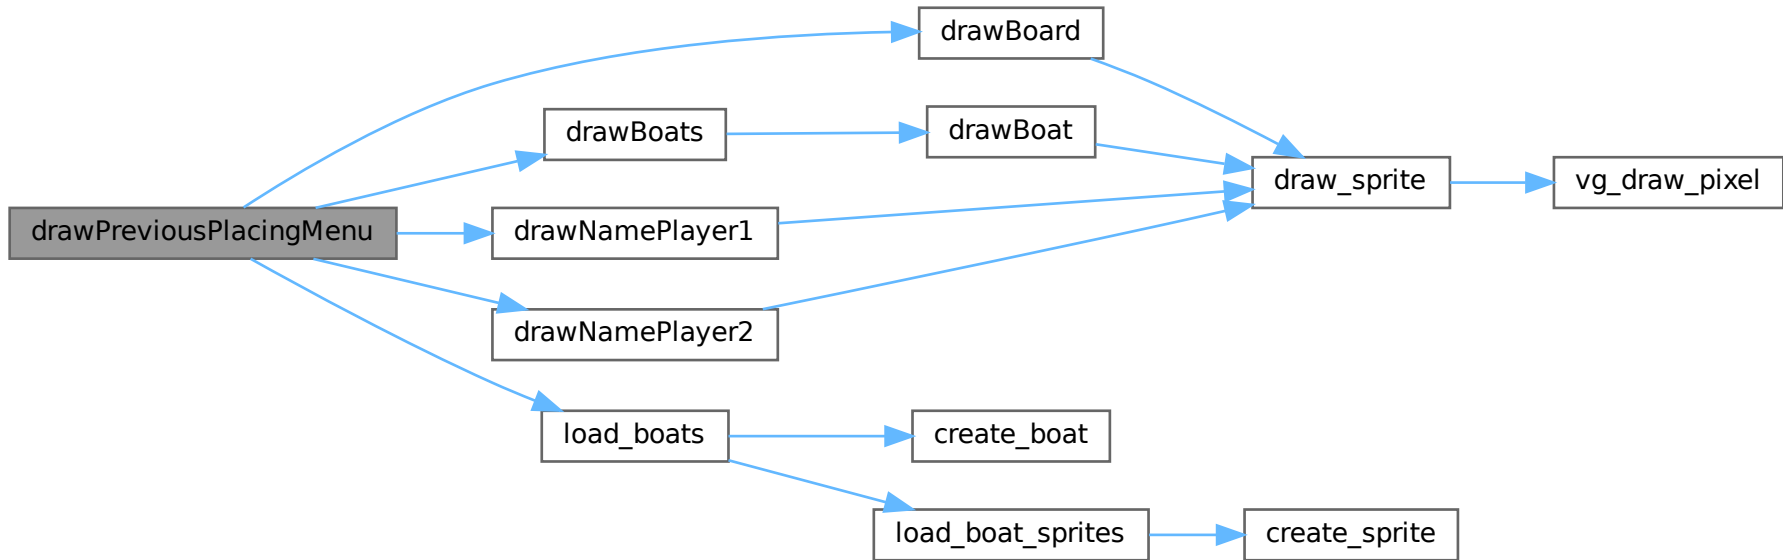 drawBoard
drawBoats
drawBoat
draw_sprite
vg_draw_pixel
drawPreviousPlacingMenu
drawNamePlayer1
drawNamePlayer2
load_boats
create_boat
load_boat_sprites
create_sprite